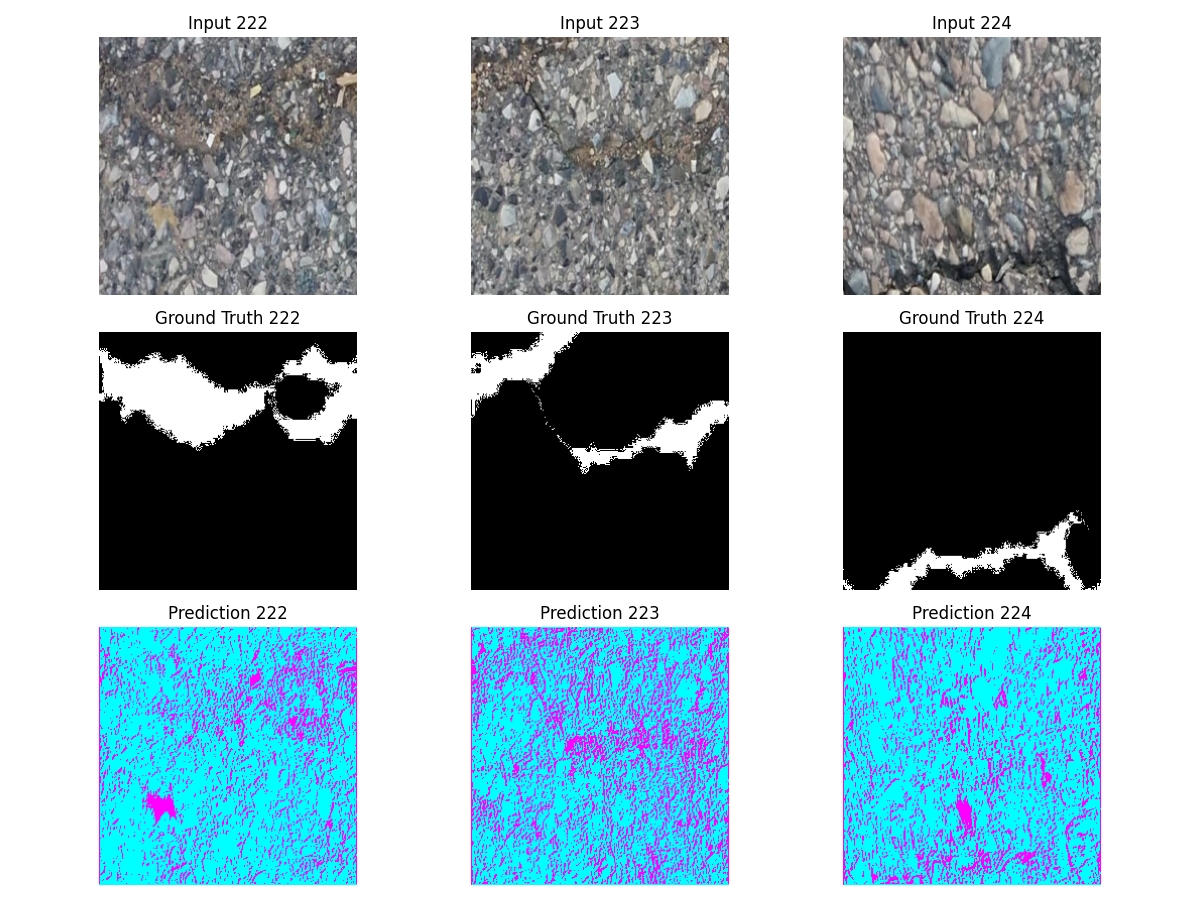 Input 222
Input 223
Input 224
Ground Truth 222
Ground Truth 223
Ground Truth 224
Prediction 222
Prediction 223
Prediction 224